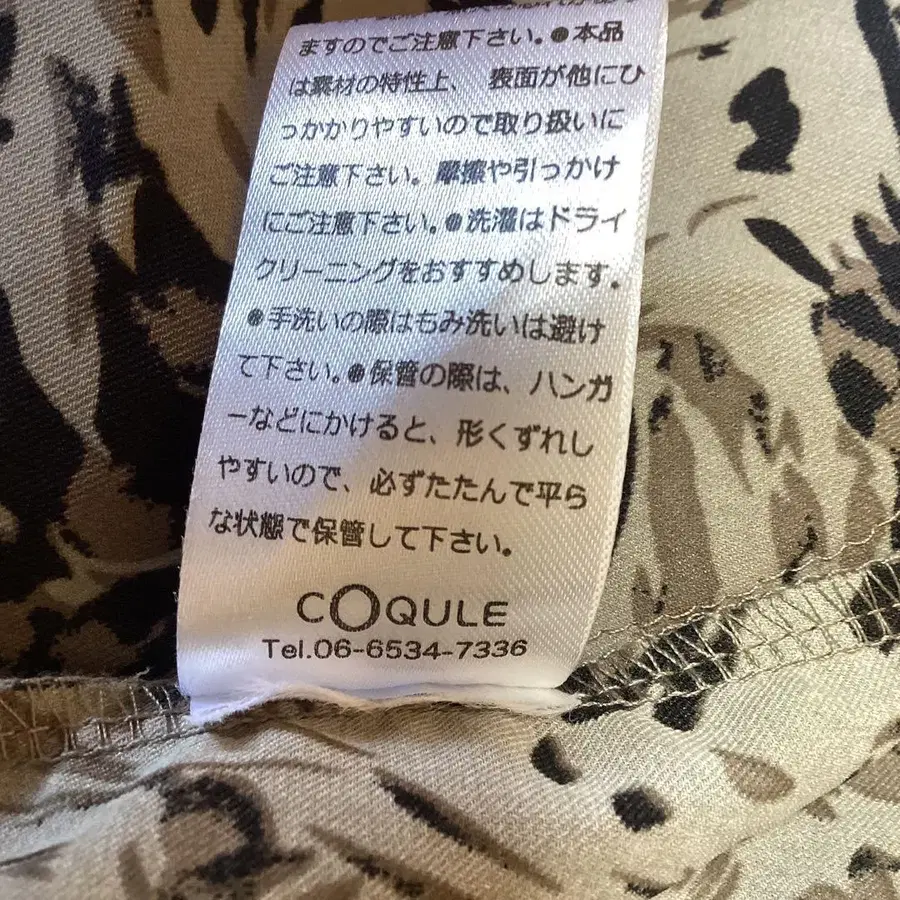 ますのでご注意下さい。●本品
は素材の特性上、 表面が他にひ
っかかりやすいので取り扱いに
ご注意下さい。摩擦や引っかけ
にご注意下さい。●洗濯はドライ
クリーニングをおすすめします。
●手洗いの際はもみ洗いは避け
て下さい。●保管の際は、ハンガ
ーなどにかけると、形くずれし
やすいので、必ずたたんで平ら
な状態で保管して下さい。
COQULE
Tel.06-6534-7336